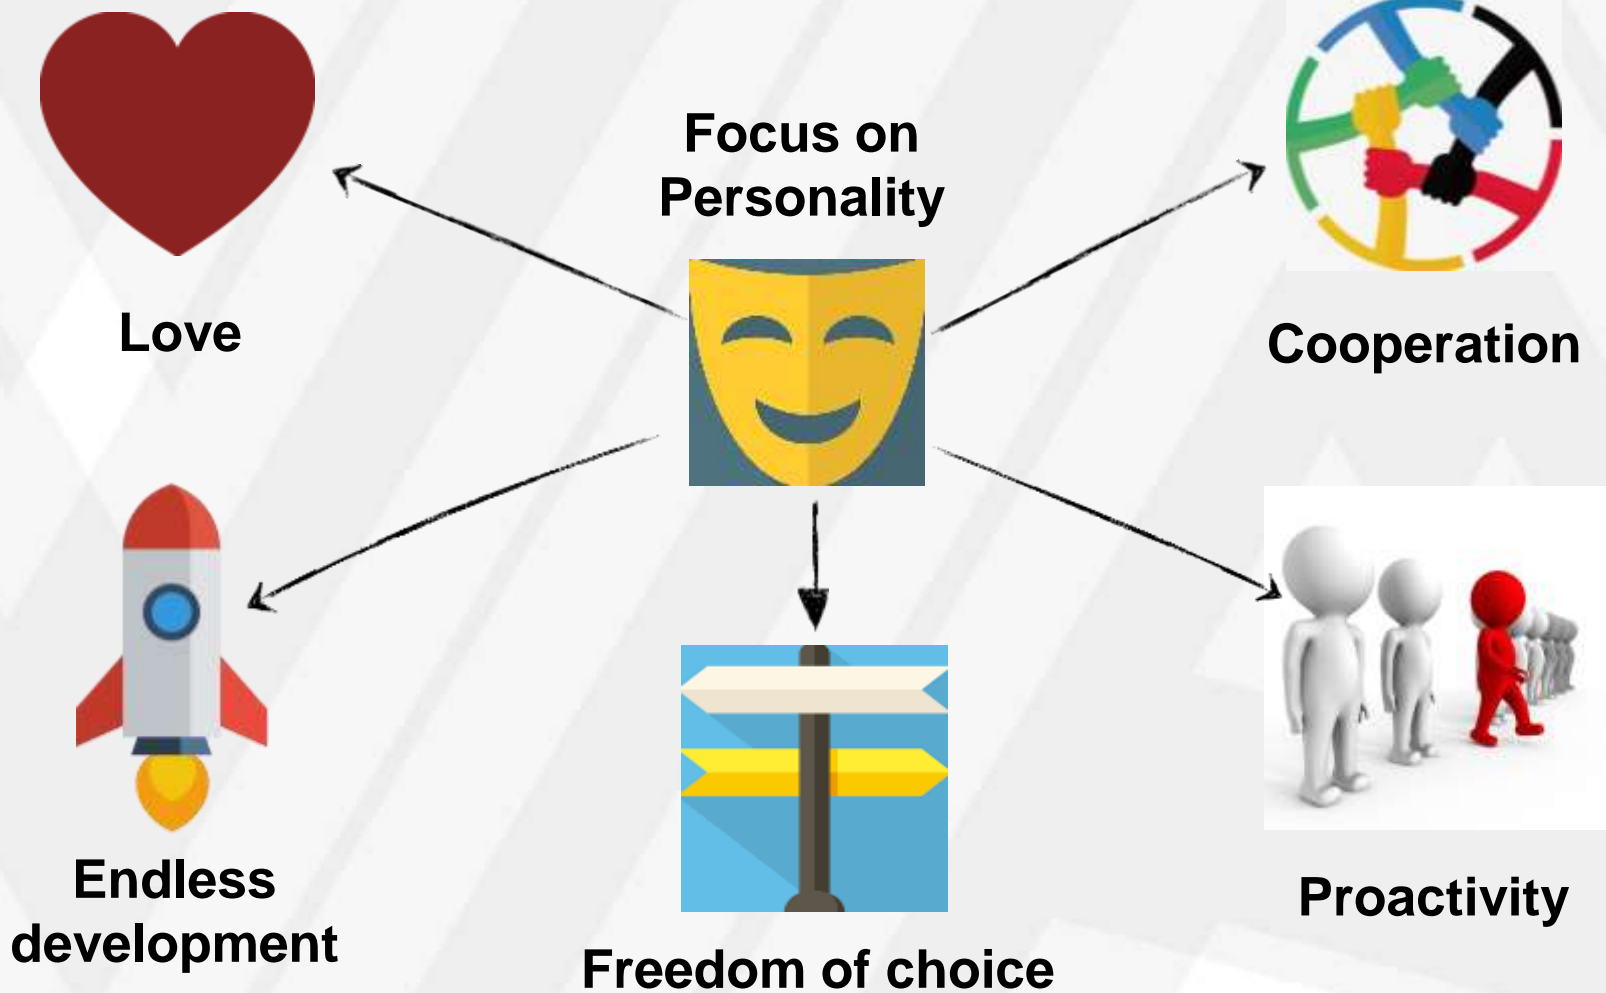 Focus on
Personality
Love
Cooperation
Endless
development
Freedom of choice
Proactivity